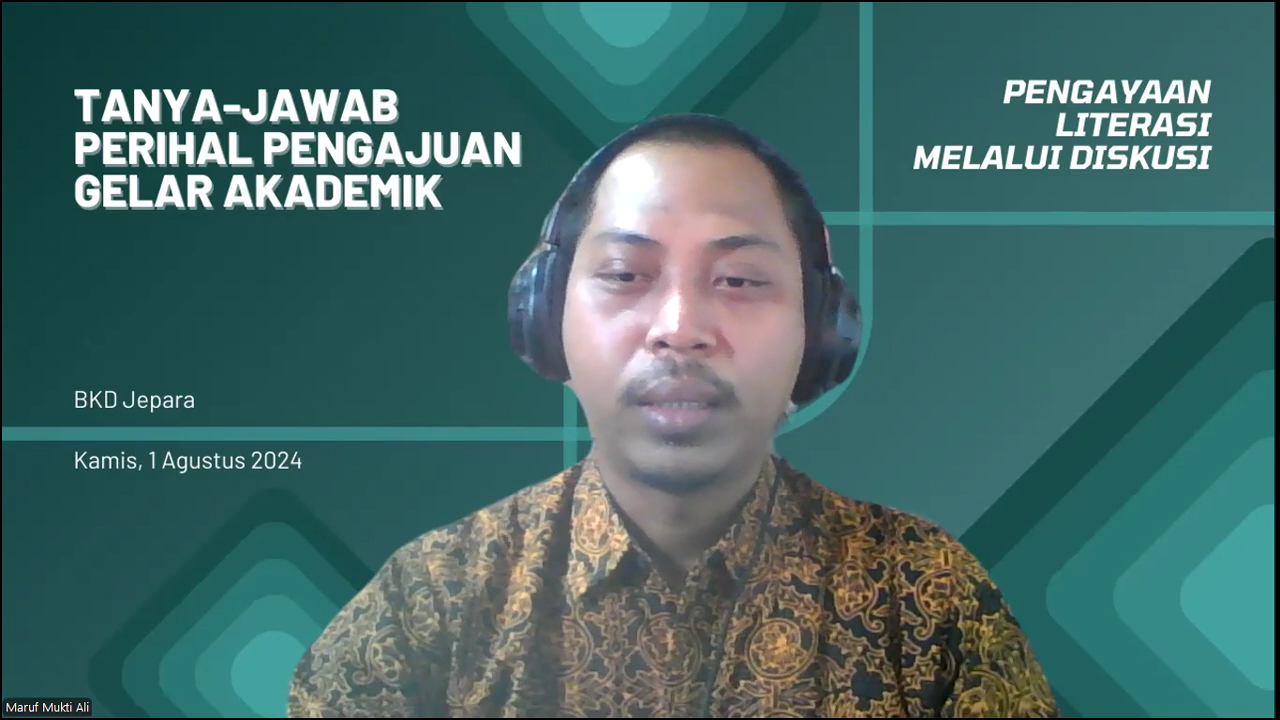 TANYA-JAWAB
PERIHAL PENGAJUAN
GELAR AKADEMIK
PENGAYAAN
LITERASI
MELALUI DISKUSI
BKD Jepara
Kamis, 1 Agustus 2024
Maruf Mukti Ali